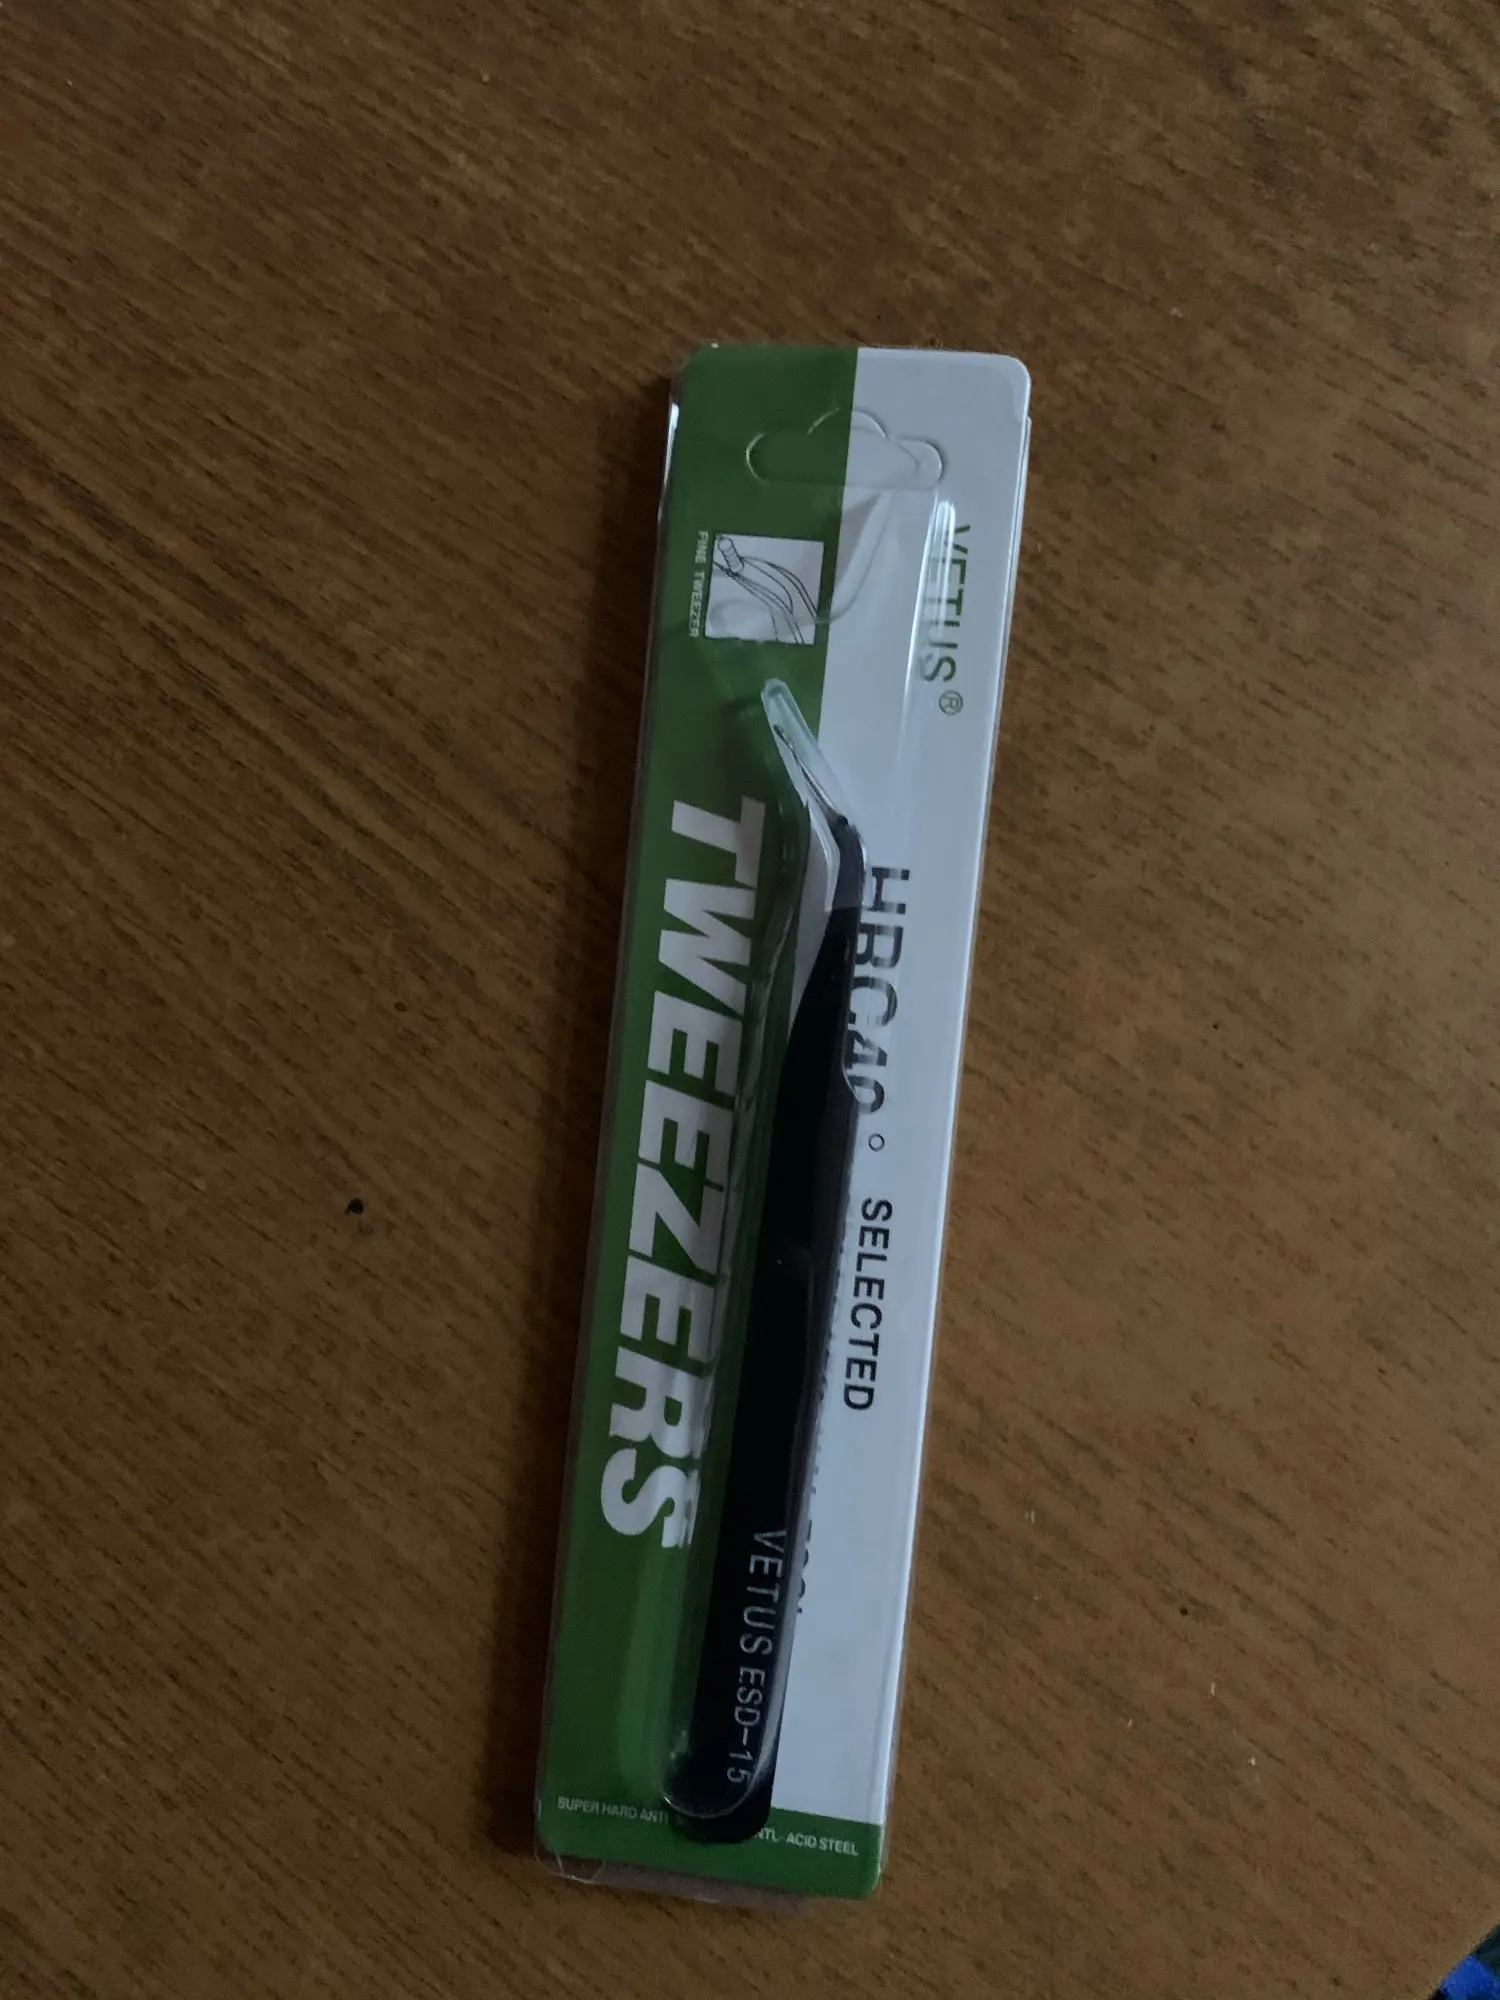 VETUS®
HRC40° SELECTED
FINE TWEEZER
TWEEZERS
VETUS ESD-15
SUPER HARD ANTI
ACID STEEL